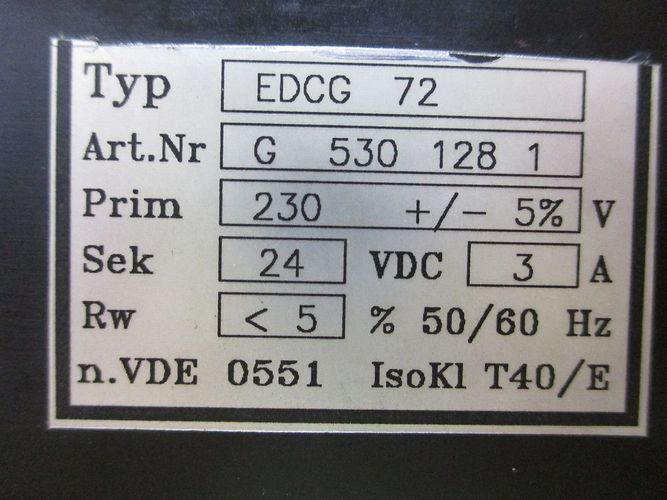 Typ EDCG 72
Art.Nr G 530 128 1
Prim 230 +/- 5% V
Sek 24 VDC 3 A
Rw < 5 % 50/60 Hz
n.VDE 0551 IsoKl T40/E